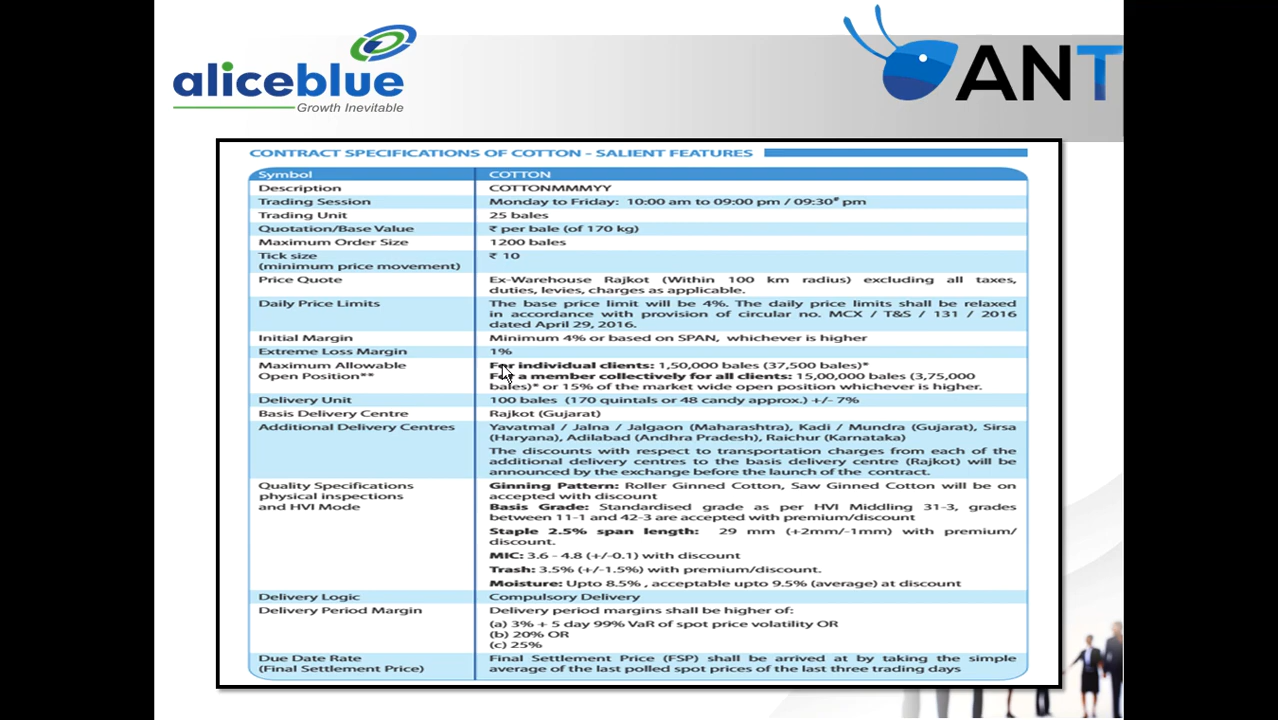 aliceblue
Growth Inevitable
ANT
CONTRACT SPECIFICATIONS OF COTTON - SALIENT FEATURES
Symbol COTTON
Description COTTONMMMYY
Trading Session Monday to Friday: 10:00 am to 09:00 pm / 09:30# pm
Trading Unit 25 bales
Quotation/Base Value ₹ per bale (of 170 kg)
Maximum Order Size 1200 bales
Tick size ₹ 10
(minimum price movement)
Price Quote Ex-Warehouse Rajkot (Within 100 km radius) excluding all taxes,
duties, levies, charges as applicable.
Daily Price Limits The base price limit will be 4%. The daily price limits shall be relaxed
in accordance with provision of circular no. MCX / T&S / 131 / 2016
dated April 29, 2016.
Initial Margin Minimum 4% or based on SPAN, whichever is higher
Extreme Loss Margin 1%
Maximum Allowable For individual clients: 1,50,000 bales (37,500 bales)*
Open Position** For a member collectively for all clients: 15,00,000 bales (3,75,000
bales)* or 15% of the market wide open position whichever is higher.
Delivery Unit 100 bales (170 quintals or 48 candy approx.) +/- 7%
Basis Delivery Centre Rajkot (Gujarat)
Additional Delivery Centres Yavatmal / Jalna / Jalgaon (Maharashtra), Kadi / Mundra (Gujarat), Sirsa
(Haryana), Adilabad (Andhra Pradesh), Raichur (Karnataka)
The discounts with respect to transportation charges from each of the
additional delivery centres to the basis delivery centre (Rajkot) will be
announced by the exchange before the launch of the contract.
Quality Specifications Ginning Pattern: Roller Ginned Cotton, Saw Ginned Cotton will be on
physical inspections accepted with discount
and HVI Mode Basis Grade: Standardised grade as per HVI Middling 31-3, grades
between 11-1 and 42-3 are accepted with premium/discount
Staple 2.5% span length: 29 mm (+2mm/-1mm) with premium/
discount.
MIC: 3.6 - 4.8 (+/-0.1) with discount
Trash: 3.5% (+/-1.5%) with premium/discount.
Moisture: Upto 8.5% , acceptable upto 9.5% (average) at discount
Delivery Logic Compulsory Delivery
Delivery Period Margin Delivery period margins shall be higher of:
(a) 3% + 5 day 99% VaR of spot price volatility OR
(b) 20% OR
(c) 25%
Due Date Rate Final Settlement Price (FSP) shall be arrived at by taking the simple
(Final Settlement Price) average of the last polled spot prices of the last three trading days